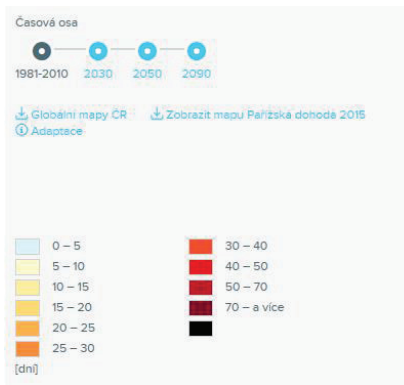 Časová osa
1981-2010 2030 2050 2090
Globální mapy ČR Zobrazit mapu Pařížská dohoda 2015
Adaptace
0 – 5
5 – 10
10 – 15
15 – 20
20 – 25
25 – 30
[dní]
30 – 40
40 – 50
50 – 70
70 – a více